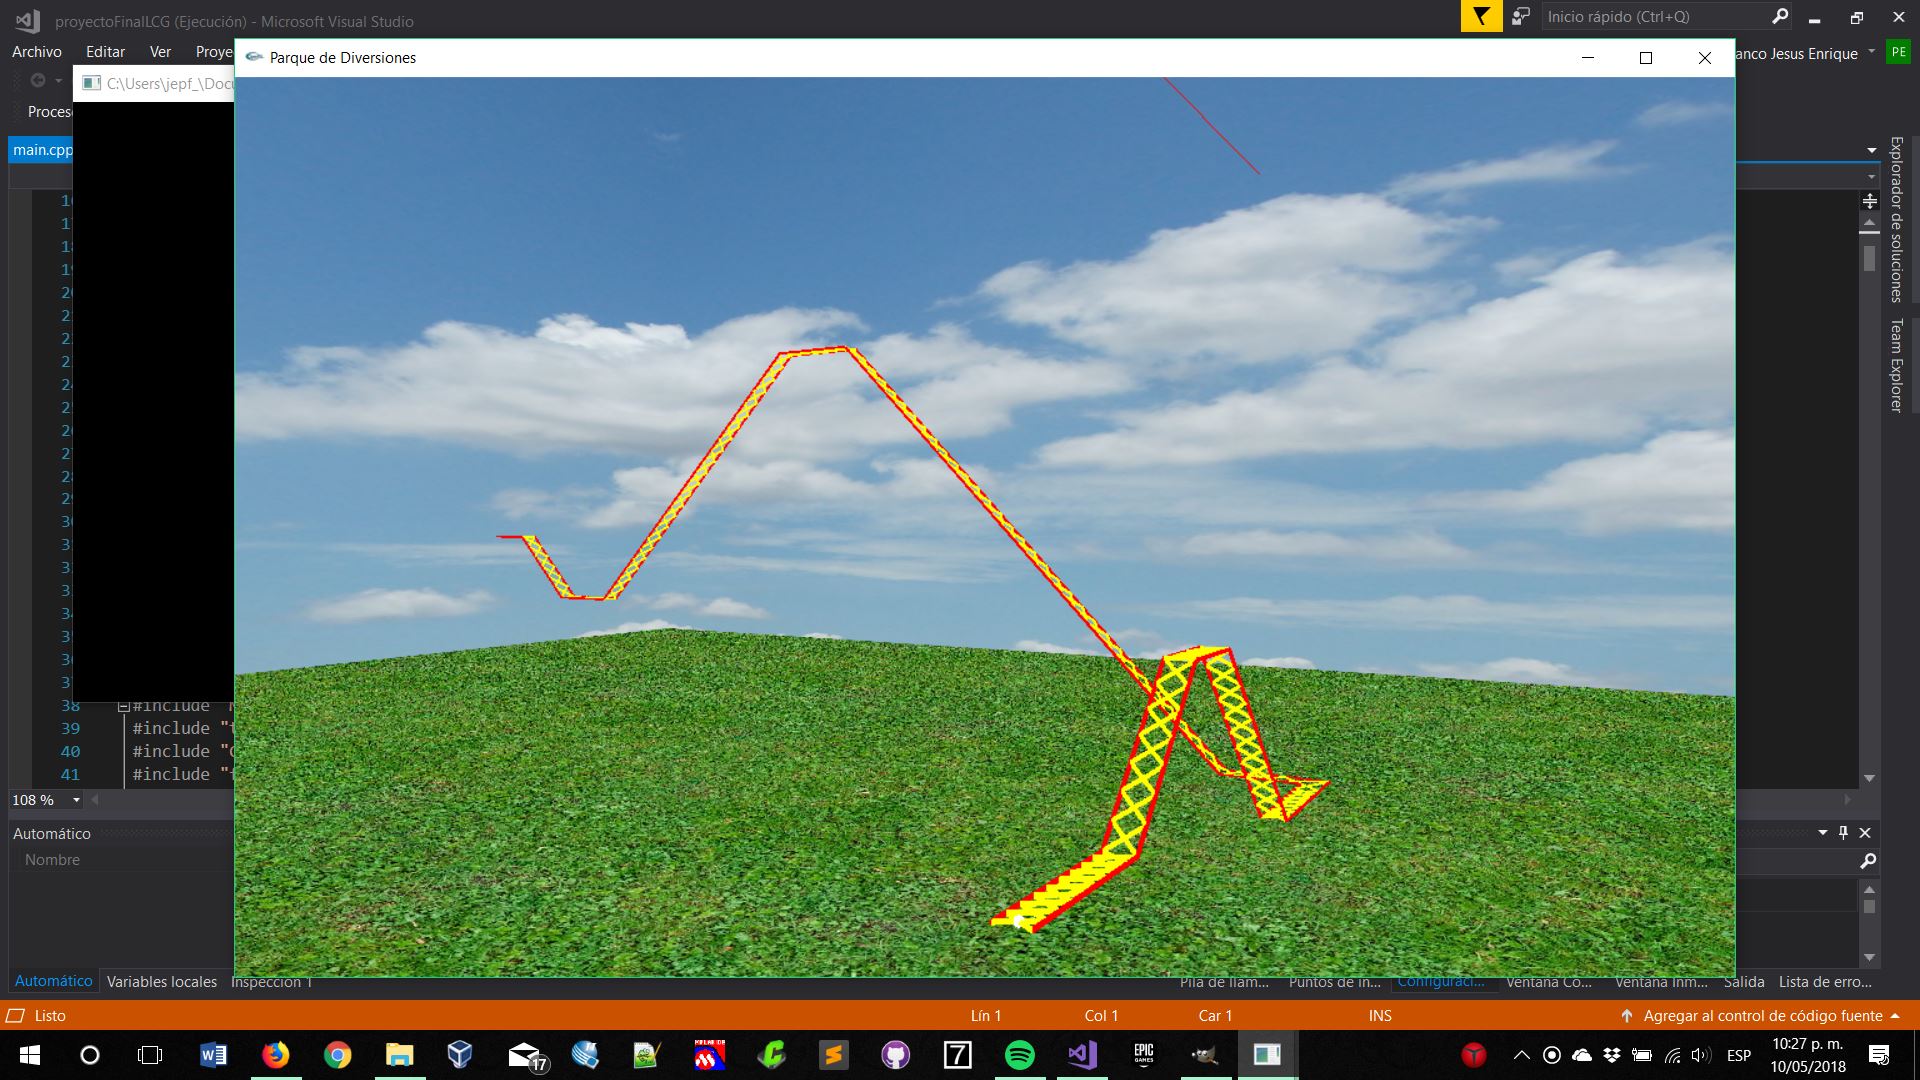 proyectoFinalLCG (Ejecución) - Microsoft Visual Studio
Inicio rápido (Ctrl+Q)
Archivo Editar Ver Proye
anco Jesus Enrique PE
Parque de Diversiones
C:\Users\jepf_\Docu
Proces
main.cpp
Explorador de soluciones
Team Explorer
38 #include
39 #include "
40 #include "
41 #include "
108 %
Automático
Nombre
Automático Variables locales Inspección 1
Pila de llam... Puntos de in... Configuraci... Ventana Co... Ventana Inm... Salida Lista de erro...
Listo Lín 1 Col 1 Car 1 INS Agregar al control de código fuente
17
EPIC GAMES
7
ESP
10:27 p. m.
10/05/2018